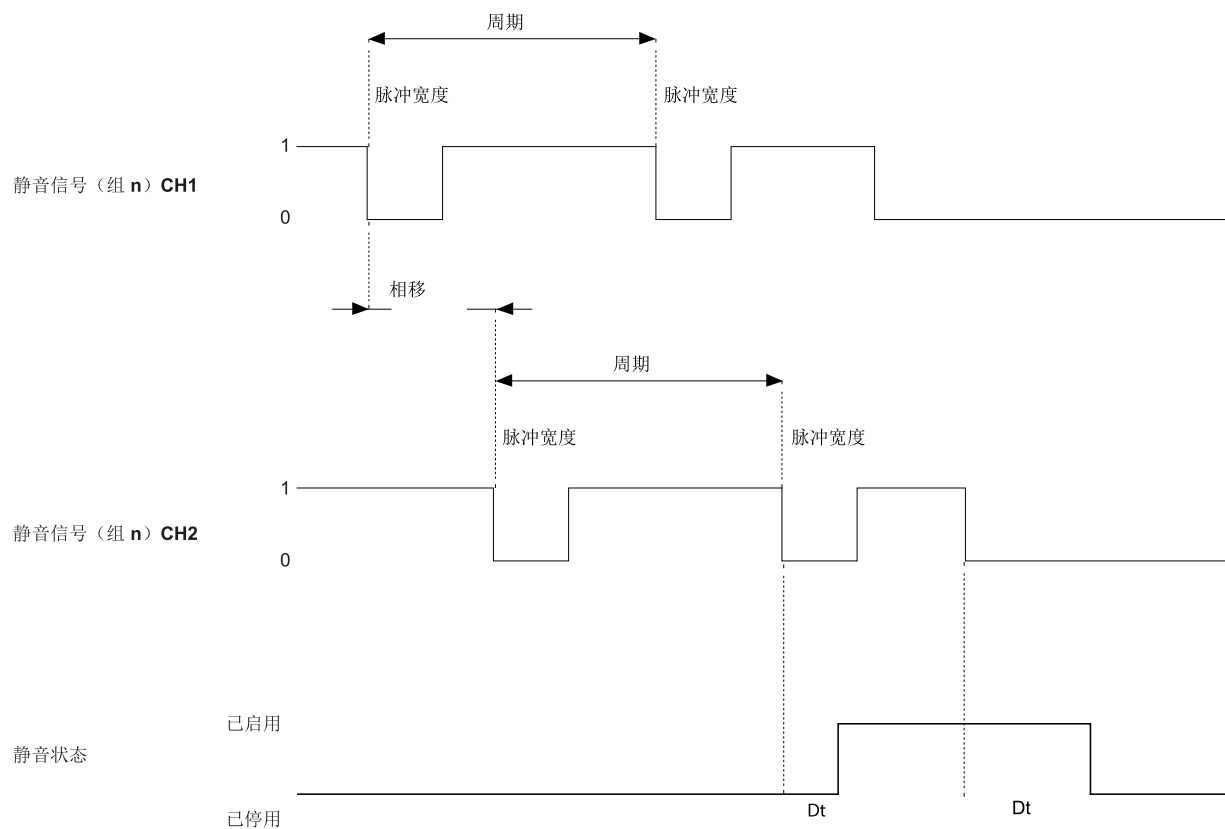 周期
脉冲宽度 脉冲宽度
1
静音信号（组 n）CH1
0
相移
周期
脉冲宽度 脉冲宽度
1
静音信号（组 n）CH2
0
已启用
静音状态
已停用
Dt Dt